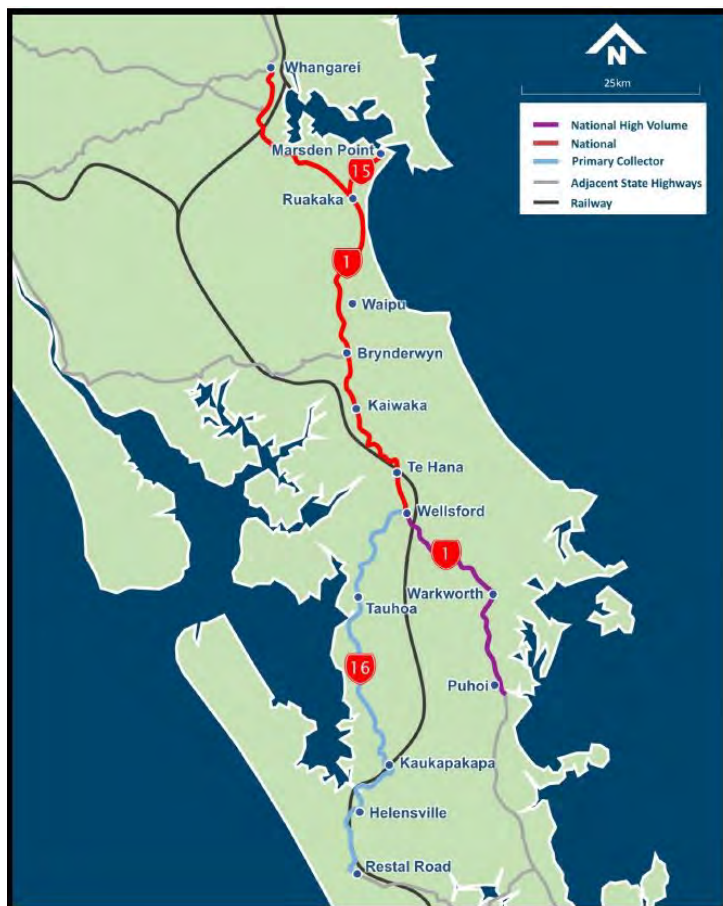 Whangarei
N
25km
National High Volume
National
Primary Collector
Adjacent State Highways
Railway
Marsden Point
15
Ruakaka
1
Waipu
Brynderwyn
Kaiwaka
Te Hana
Wellsford
1
Warkworth
Tauhoa
16
Puhoi
Kaukapakapa
Helensville
Restal Road